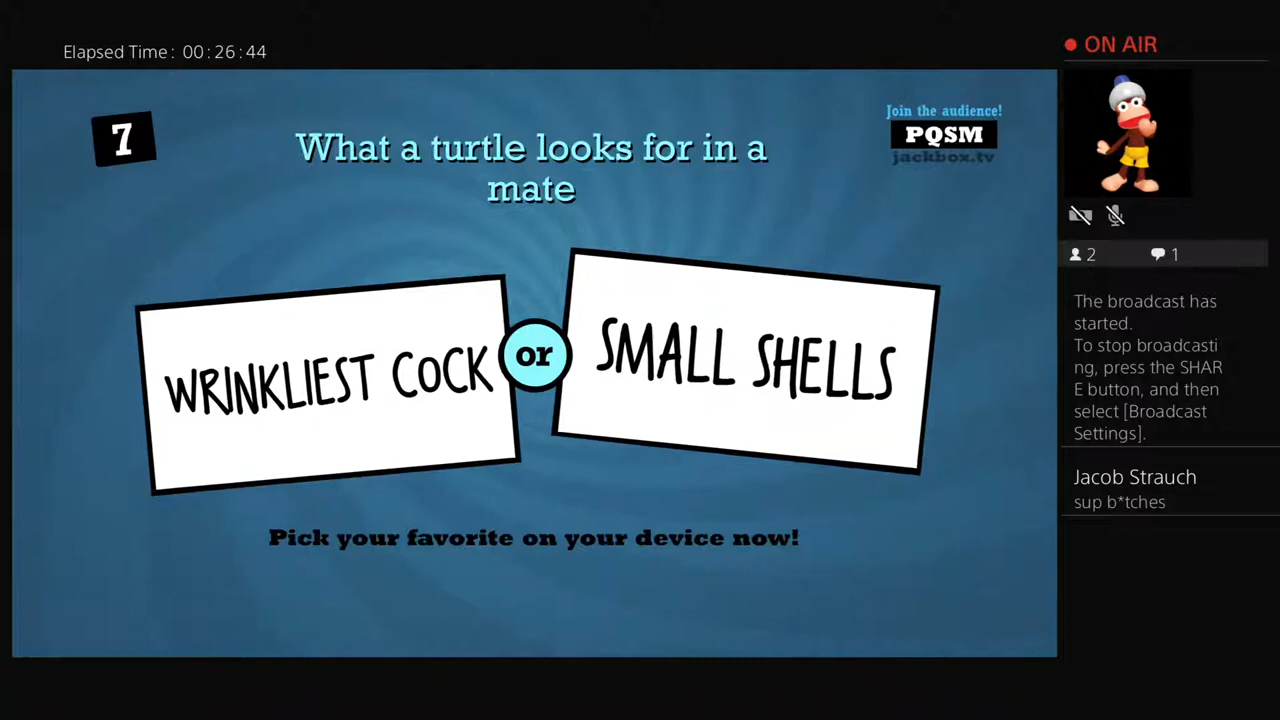 Elapsed Time: 00:26:44
ON AIR
7
What a turtle looks for in a
mate
Join the audience!
PQSM
jackbox.tv
WRINKLIEST COCK
or
SMALL SHELLS
Pick your favorite on your device now!
2
1
The broadcast has
started.
To stop broadcasti
ng, press the SHAR
E button, and then
select [Broadcast
Settings].
Jacob Strauch
sup b*tches